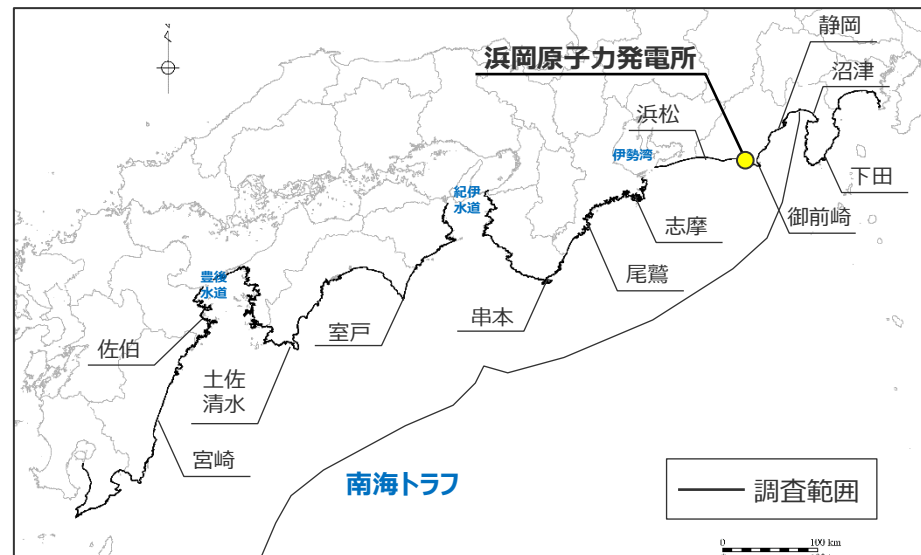 静岡
浜岡原子力発電所
沼津
浜松
伊勢湾
下田
紀伊
水道
志摩
御前崎
豊後
水道
尾鷲
串本
室戸
佐伯
土佐
清水
宮崎
南海トラフ
調査範囲
0
100 km